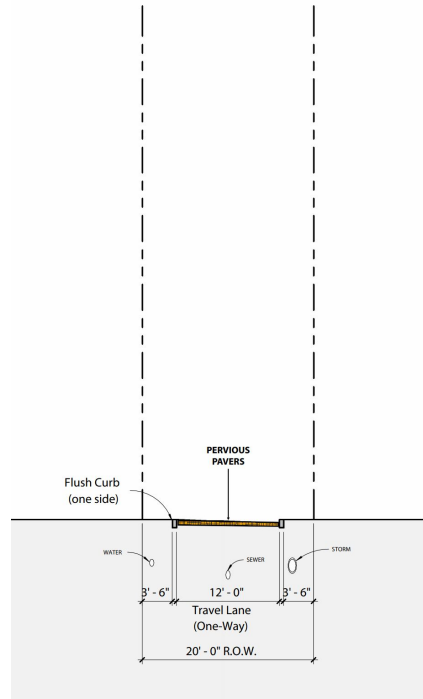 PERVIOUS
PAVERS
Flush Curb
(one side)
WATER
SEWER
STORM
3' - 6" 12' - 0" 3' - 6"
Travel Lane
(One-Way)
20' - 0" R.O.W.